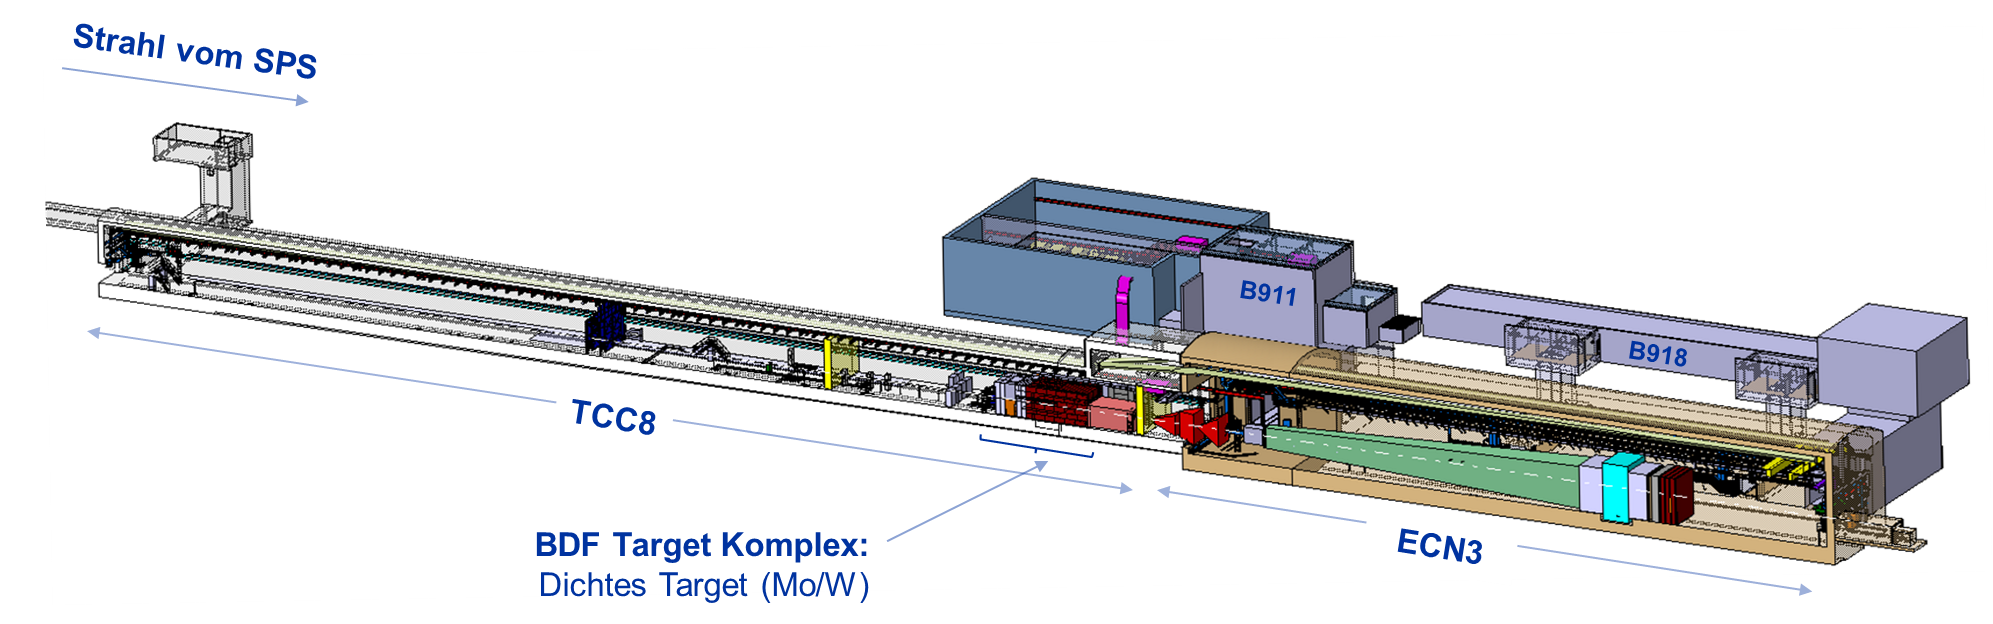 Strahl vom SPS
B911
B918
TCC8
BDF Target Komplex:
Dichtes Target (Mo/W)
ECN3